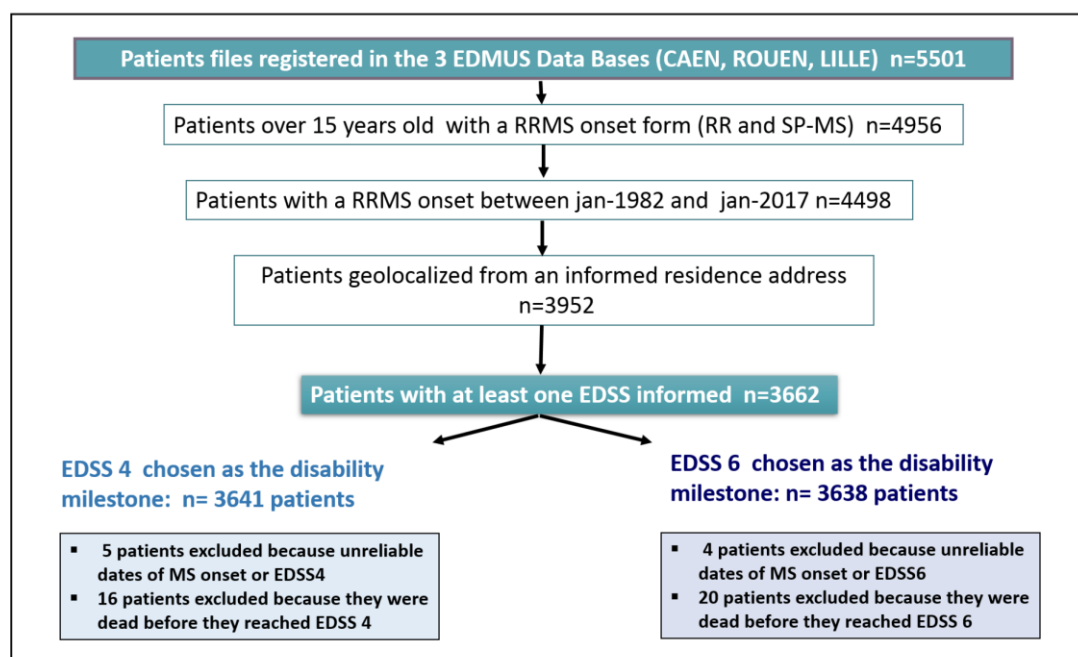 Patients files registered in the 3 EDMUS Data Bases (CAEN, ROUEN, LILLE) n=5501
Patients over 15 years old with a RRMS onset form (RR and SP-MS) n=4956
Patients with a RRMS onset between jan-1982 and jan-2017 n=4498
Patients geolocalized from an informed residence address
n=3952
Patients with at least one EDSS informed n=3662
EDSS 4 chosen as the disability
milestone: n= 3641 patients
▪ 5 patients excluded because unreliable
dates of MS onset or EDSS4
▪ 16 patients excluded because they were
dead before they reached EDSS 4
EDSS 6 chosen as the disability
milestone: n= 3638 patients
▪ 4 patients excluded because unreliable
dates of MS onset or EDSS6
▪ 20 patients excluded because they were
dead before they reached EDSS 6